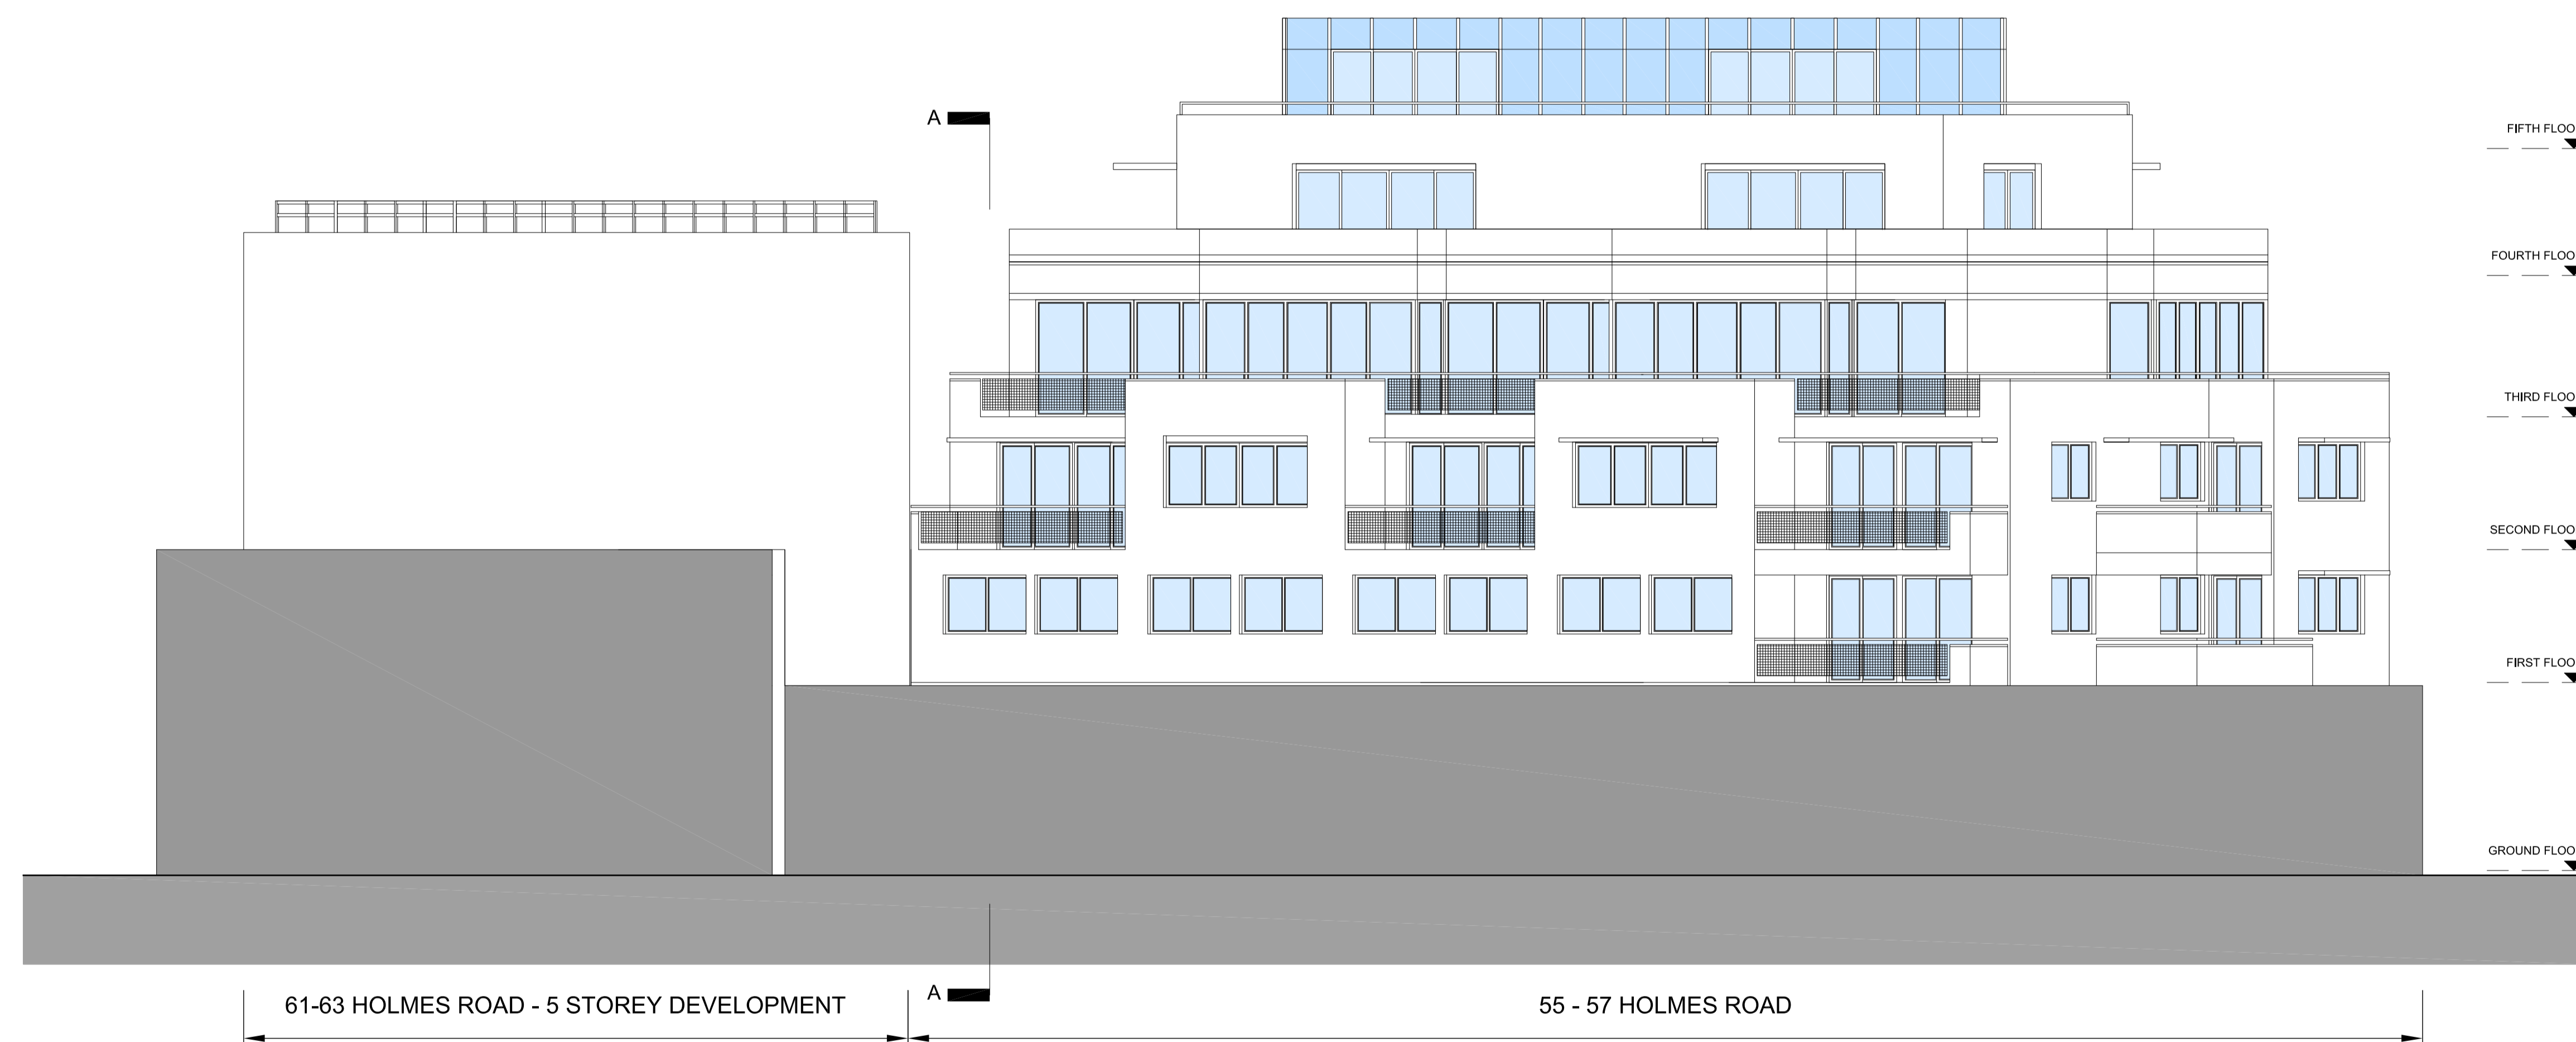 A
FIFTH FLOO
FOURTH FLOO
THIRD FLOO
SECOND FLOO
FIRST FLOO
GROUND FLOO
A
61-63 HOLMES ROAD - 5 STOREY DEVELOPMENT
55 - 57 HOLMES ROAD